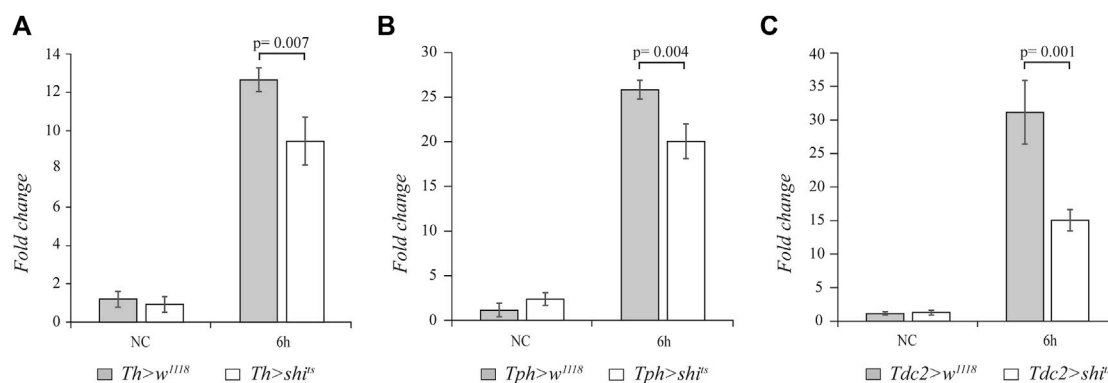 A
p= 0.007
14
12
10
8
6
4
2
0
Fold change
NC
6h
Th>w¹¹¹⁸
Th>shiᵗˢ
B
p= 0.004
30
25
20
15
10
5
0
Fold change
NC
6h
Tph>w¹¹¹⁸
Tph>shiᵗˢ
C
p= 0.001
40
35
30
25
20
15
10
5
0
Fold change
NC
6h
Tdc2>w¹¹¹⁸
Tdc2>shiᵗ